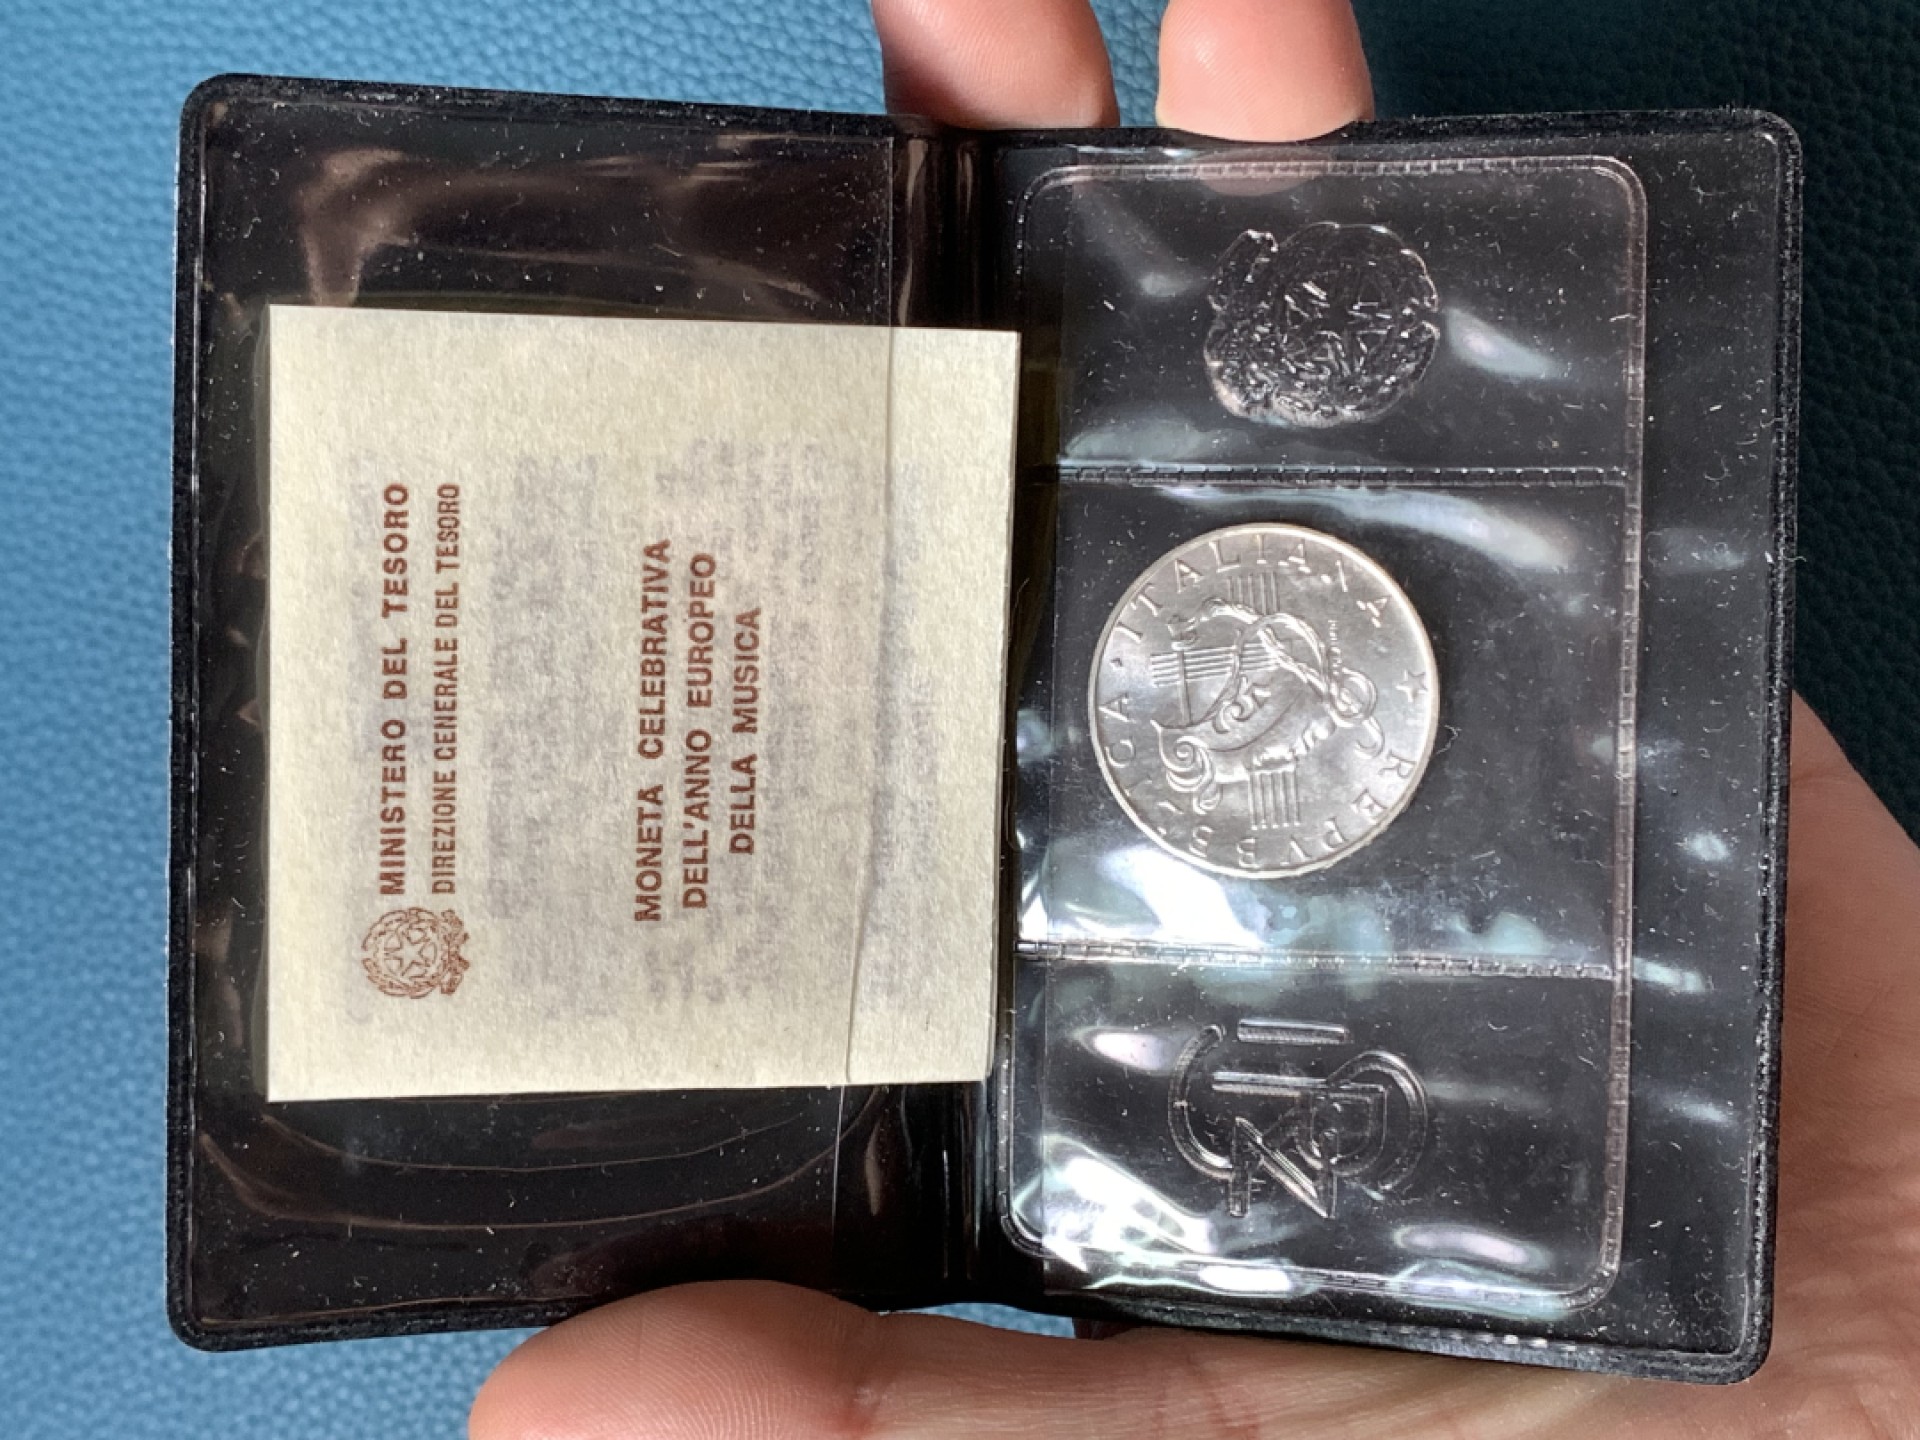 MINISTERO DEL TESORO
DIREZIONE GENERALE DEL TESORO
MONETA CELEBRATIVA
DELL'ANNO EUROPEO
DELLA MUSICA
REPVBBLICA · ITALIANA